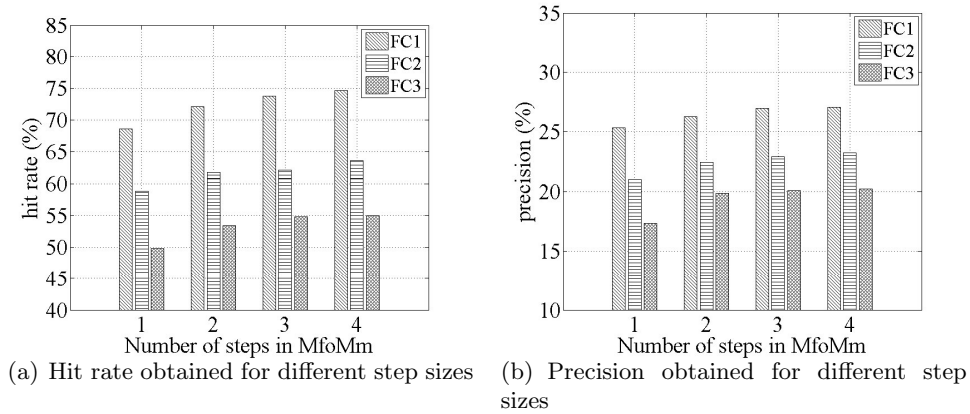 85
80
75
70
65
60
55
50
45
40
hit rate (%)
FC1
FC2
FC3
1 2 3 4
Number of steps in MfoMm
(a) Hit rate obtained for different step sizes
35
30
25
20
15
10
precision (%)
FC1
FC2
FC3
1 2 3 4
Number of steps in MfoMm
(b) Precision obtained for different step
sizes